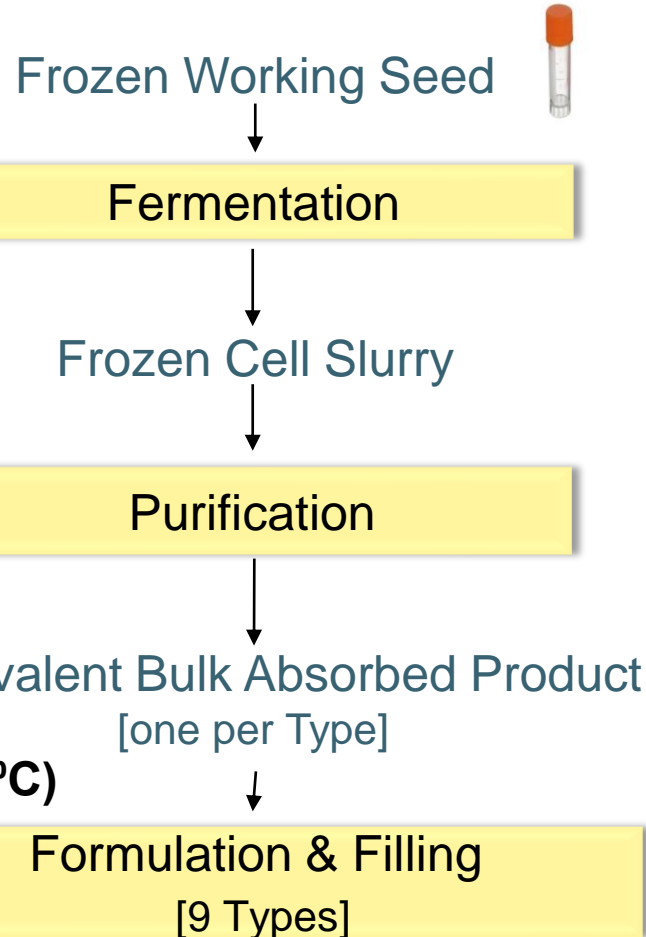 Frozen Working Seed
Fermentation
Frozen Cell Slurry
Purification
valent Bulk Absorbed Product
[one per Type]
ºC)
Formulation & Filling
[9 Types]